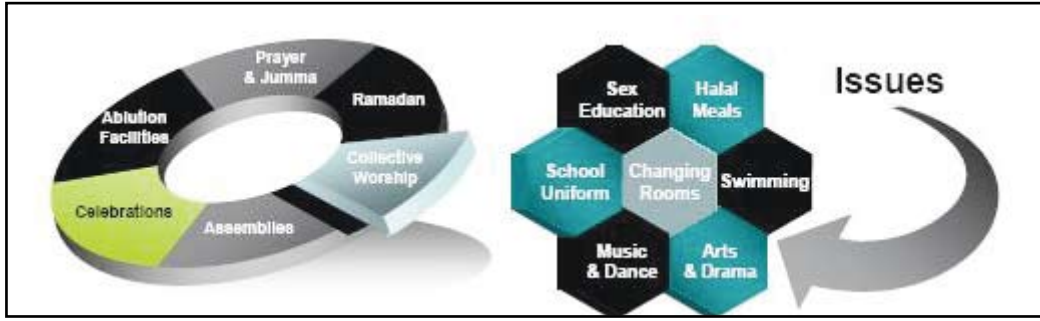 Prayer
& Jumma
Ramadan
Ablution
Facilities
Collective
Worship
Celebrations
Assemblies
Sex
Education
Halal
Meals
School
Uniform
Changing
Rooms
Swimming
Music
& Dance
Arts
& Drama
Issues